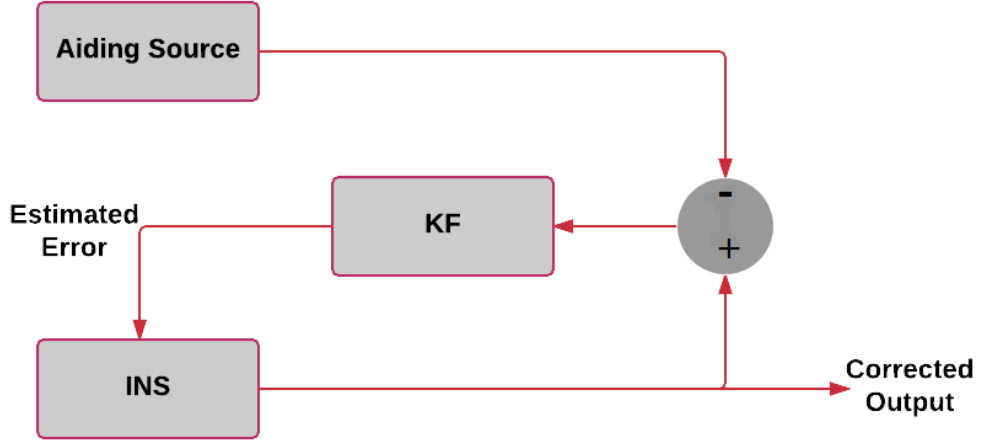 Aiding Source
-
Estimated
Error
KF
+
INS
Corrected
Output